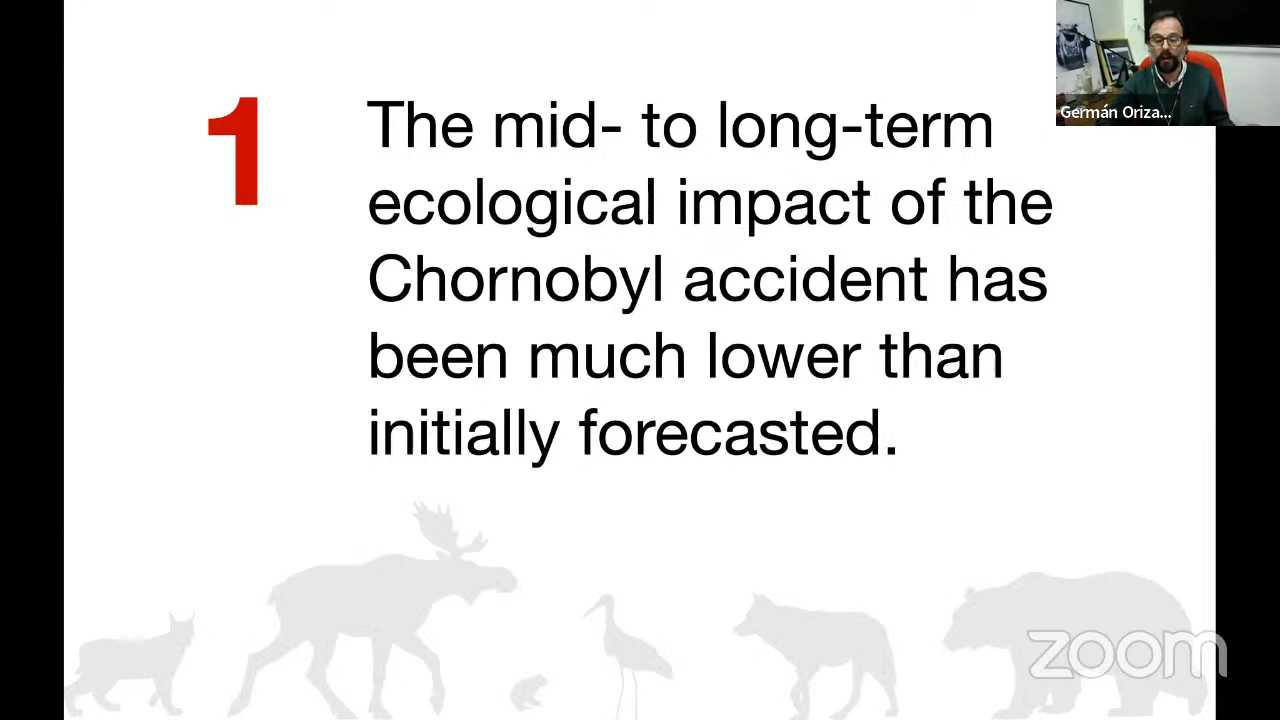 1
The mid- to long-term
ecological impact of the
Chornobyl accident has
been much lower than
initially forecasted.
Germán Oriza...
zoom